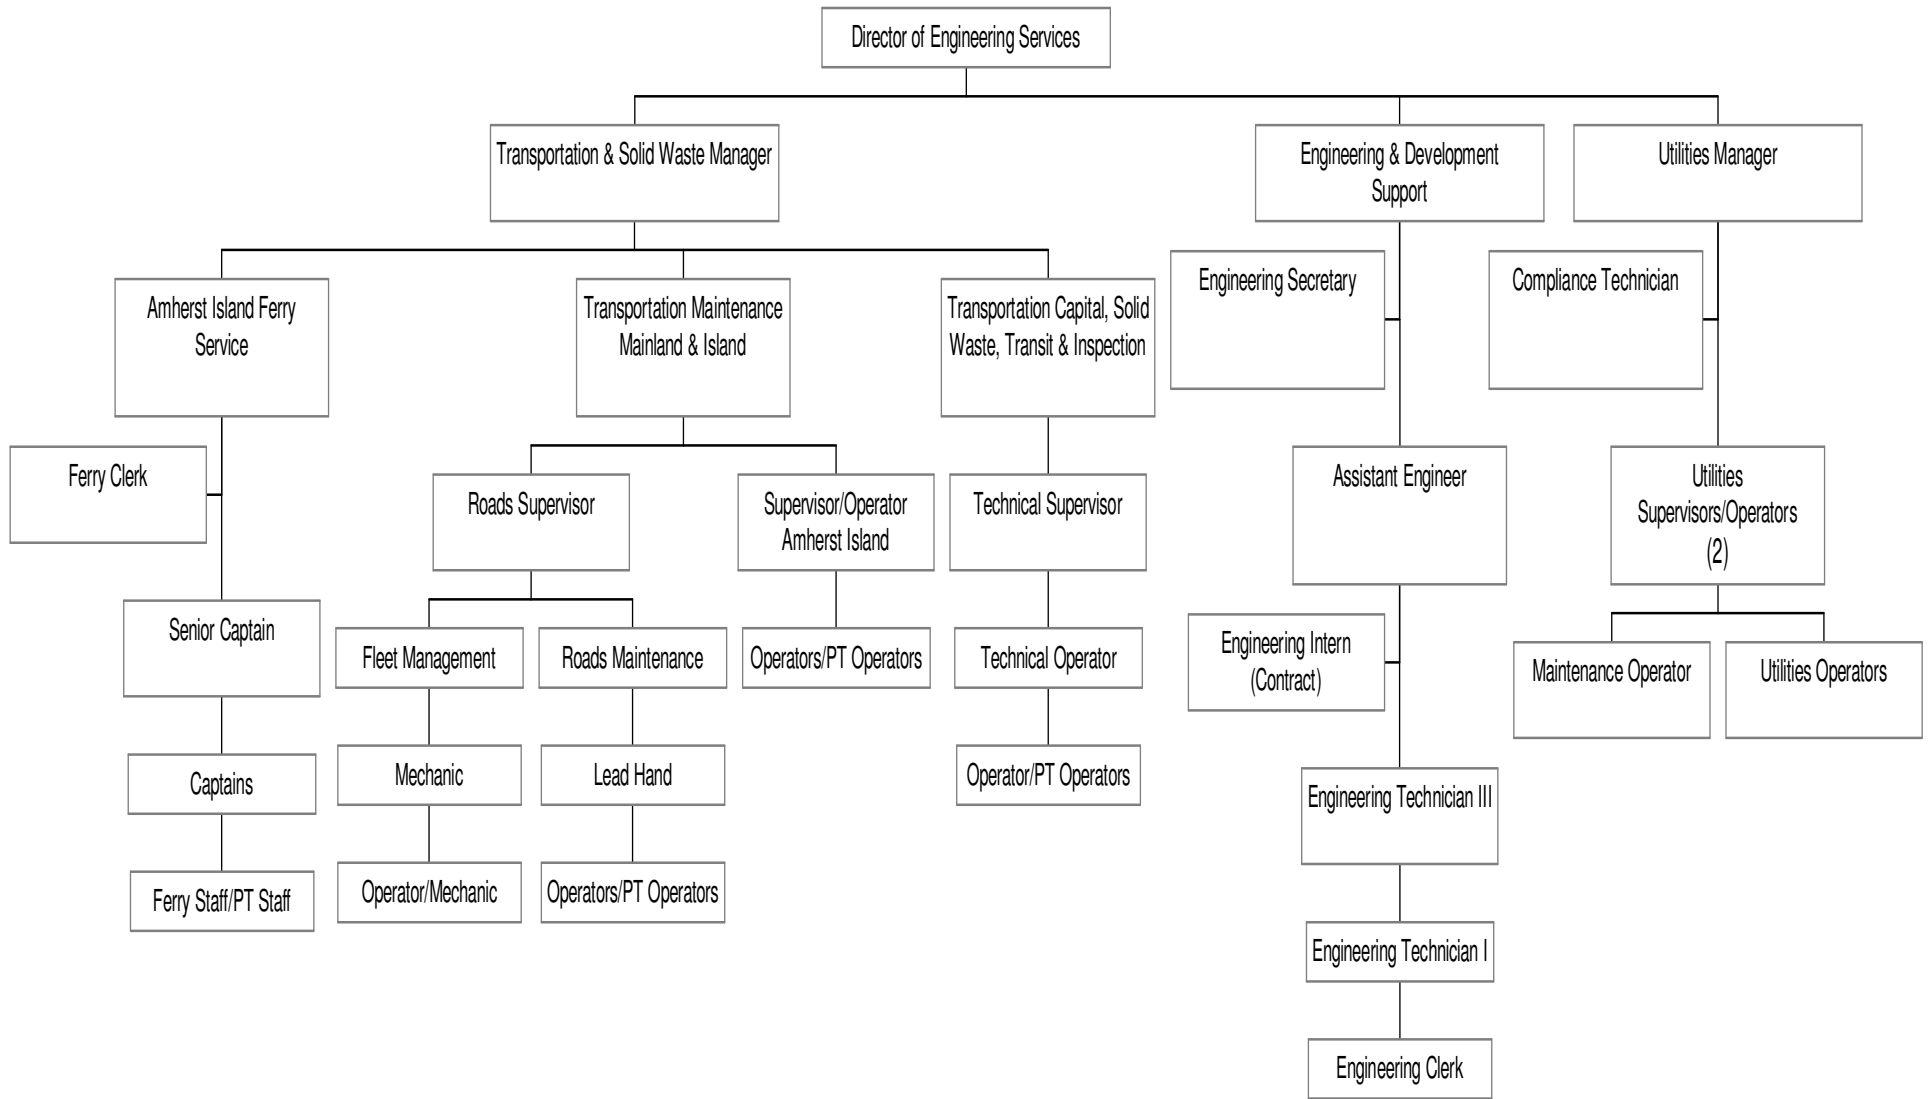 Director of Engineering Services
Transportation & Solid Waste Manager
Engineering & Development
Support
Utilities Manager
Engineering Secretary
Compliance Technician
Amherst Island Ferry
Service
Transportation Maintenance
Mainland & Island
Transportation Capital, Solid
Waste, Transit & Inspection
Ferry Clerk
Roads Supervisor
Supervisor/Operator
Amherst Island
Technical Supervisor
Assistant Engineer
Utilities
Supervisors/Operators
(2)
Senior Captain
Fleet Management
Roads Maintenance
Operators/PT Operators
Technical Operator
Engineering Intern
(Contract)
Maintenance Operator
Utilities Operators
Captains
Mechanic
Lead Hand
Operator/PT Operators
Engineering Technician III
Ferry Staff/PT Staff
Operator/Mechanic
Operators/PT Operators
Engineering Technician I
Engineering Clerk